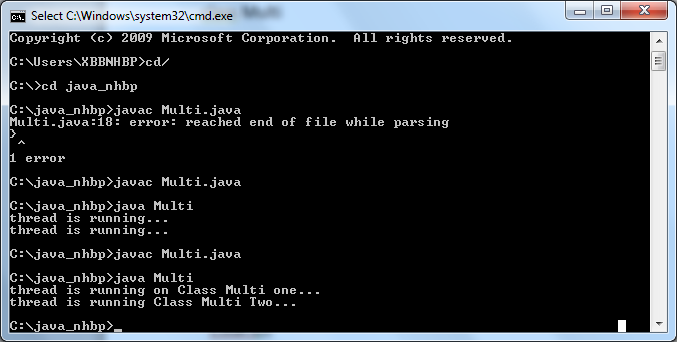 Select C:\Windows\system32\cmd.exe
Copyright (c) 2009 Microsoft Corporation.  All rights reserved.
C:\Users\XBBNHBP>cd/
C:\>cd java_nhbp
C:\java_nhbp>javac Multi.java
Multi.java:18: error: reached end of file while parsing
}
 ^
1 error
C:\java_nhbp>javac Multi.java
C:\java_nhbp>java Multi
thread is running...
thread is running...
C:\java_nhbp>javac Multi.java
C:\java_nhbp>java Multi
thread is running on Class Multi one...
thread is running Class Multi Two...
C:\java_nhbp>_